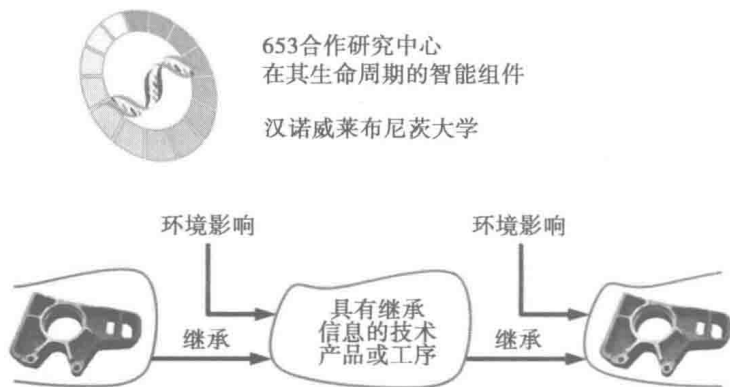 653合作研究中心
在其生命周期的智能组件
汉诺威莱布尼茨大学
环境影响
环境影响
继承
具有继承
信息的技术
产品或工序
继承